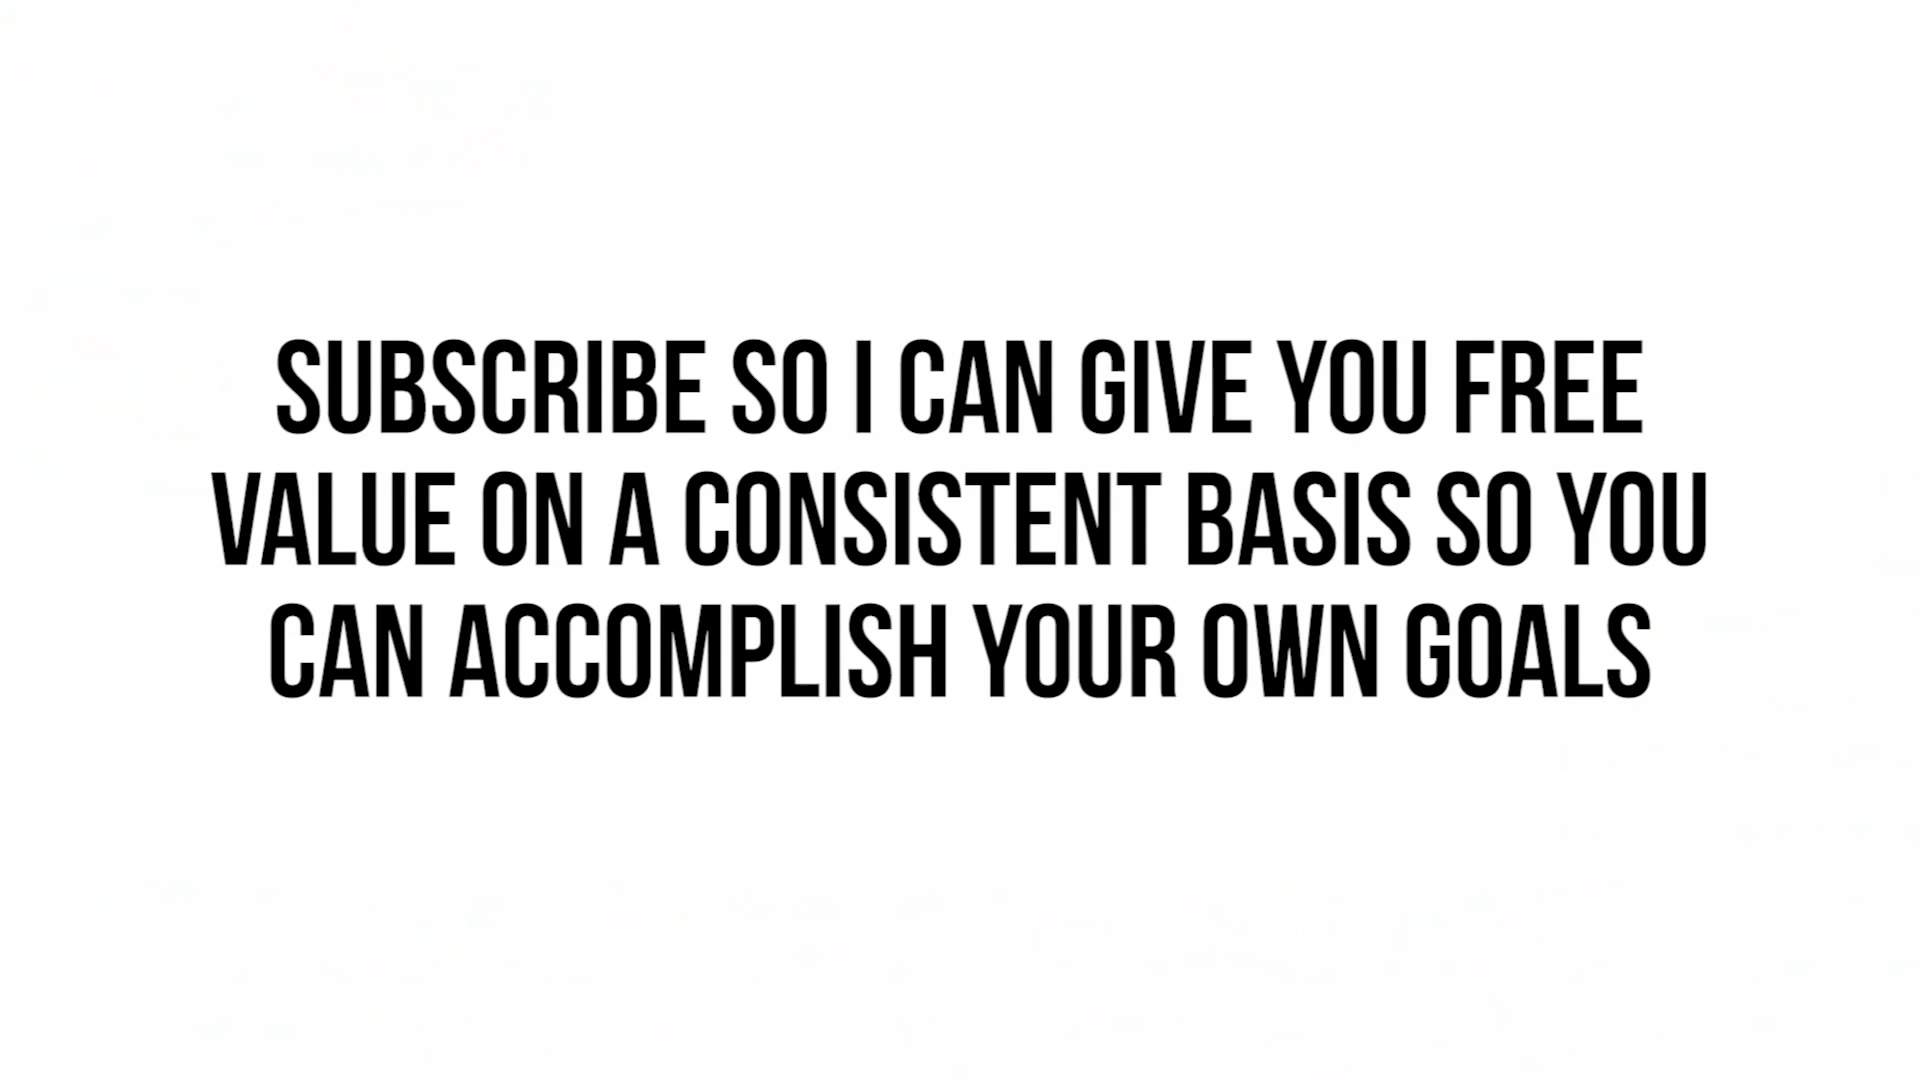 SUBSCRIBE SO I CAN GIVE YOU FREE
VALUE ON A CONSISTENT BASIS SO YOU
CAN ACCOMPLISH YOUR OWN GOALS